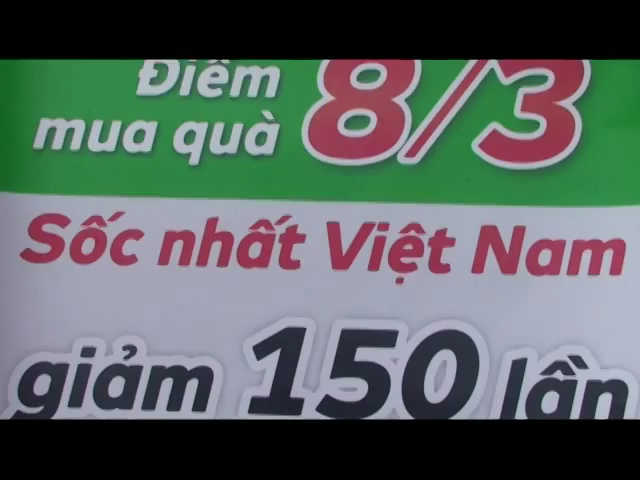 Điểm
mua quà 8/3
Sốc nhất Việt Nam
giảm 150 lần